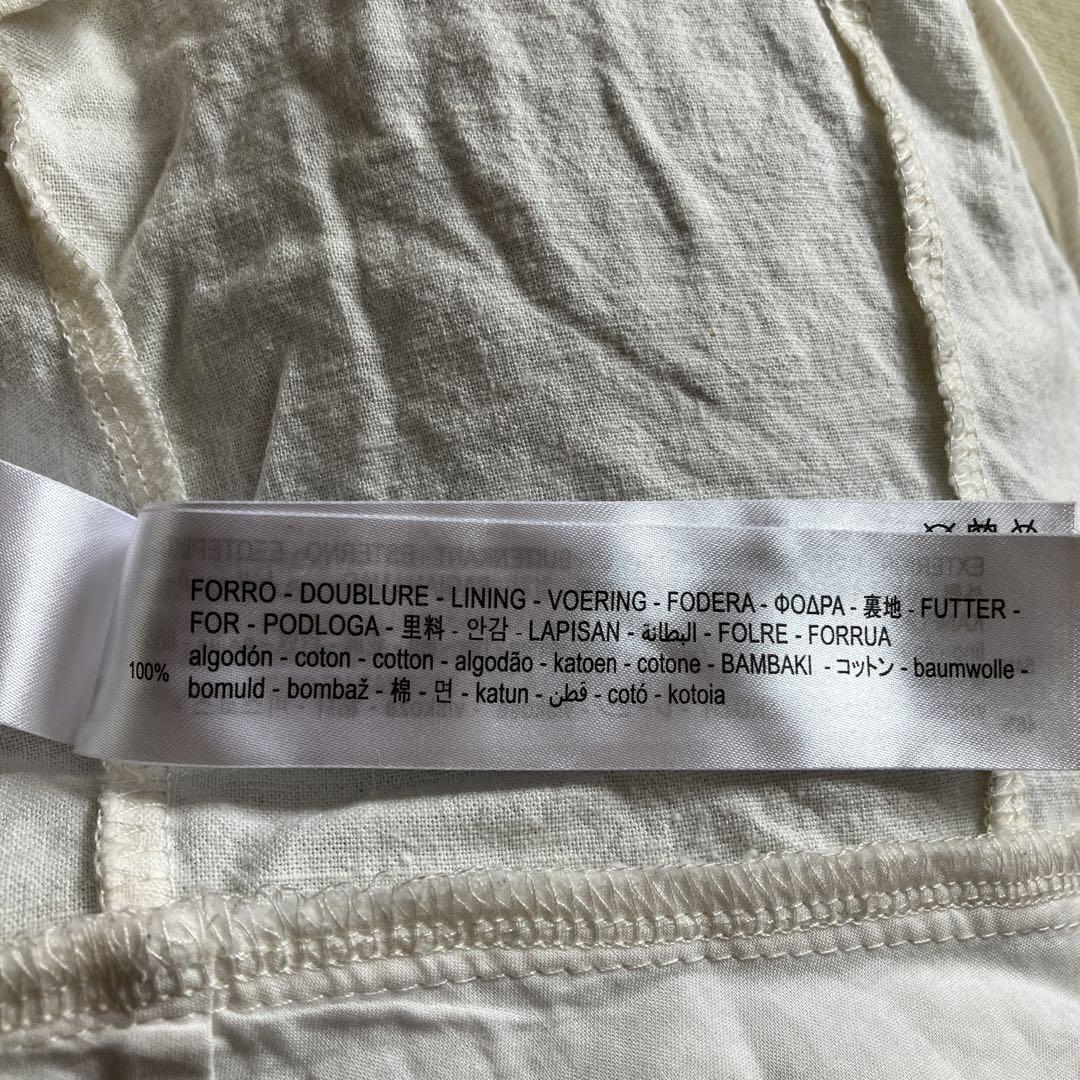 FORRO - DOUBLURE - LINING - VOERING - FODERA - ΦΟΔΡΑ - 裏地 - FUTTER -
FOR - PODLOGA - 里料 - 안감 - LAPISAN - البطانة - FOLRE - FORRUA
100% algodón - coton - cotton - algodão - katoen - cotone - BAMBAKI - コットン - baumwolle -
bomuld - bombaž - 棉 - 면 - katun - قطن - cotó - kotoia